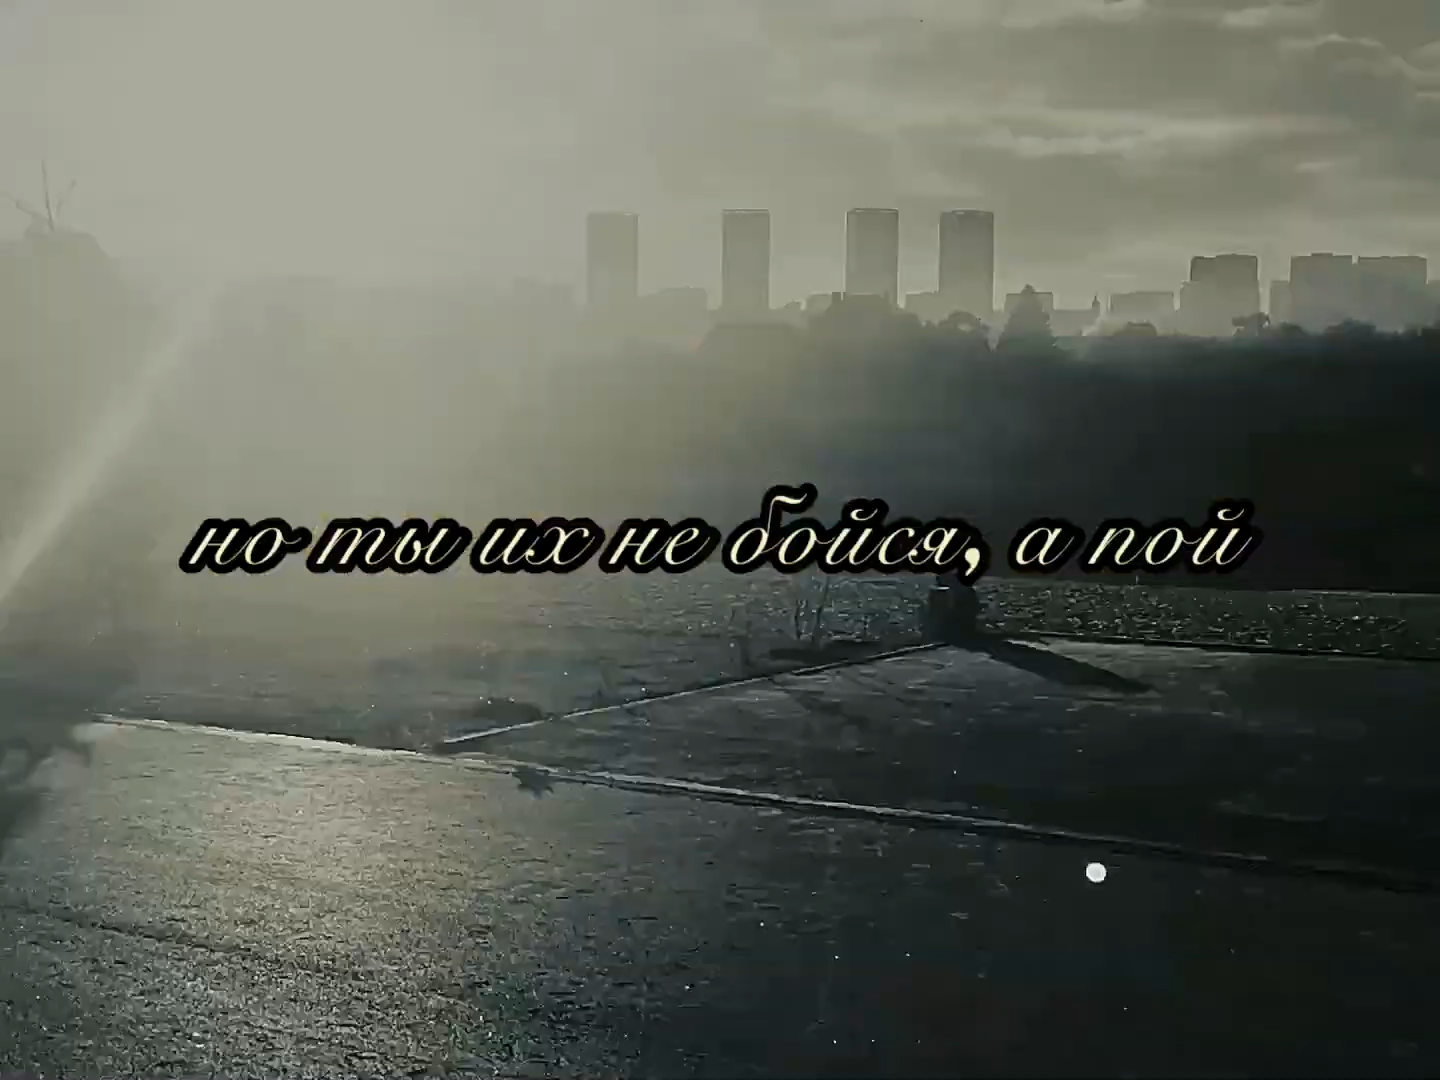 но ты их не бойся, а пой